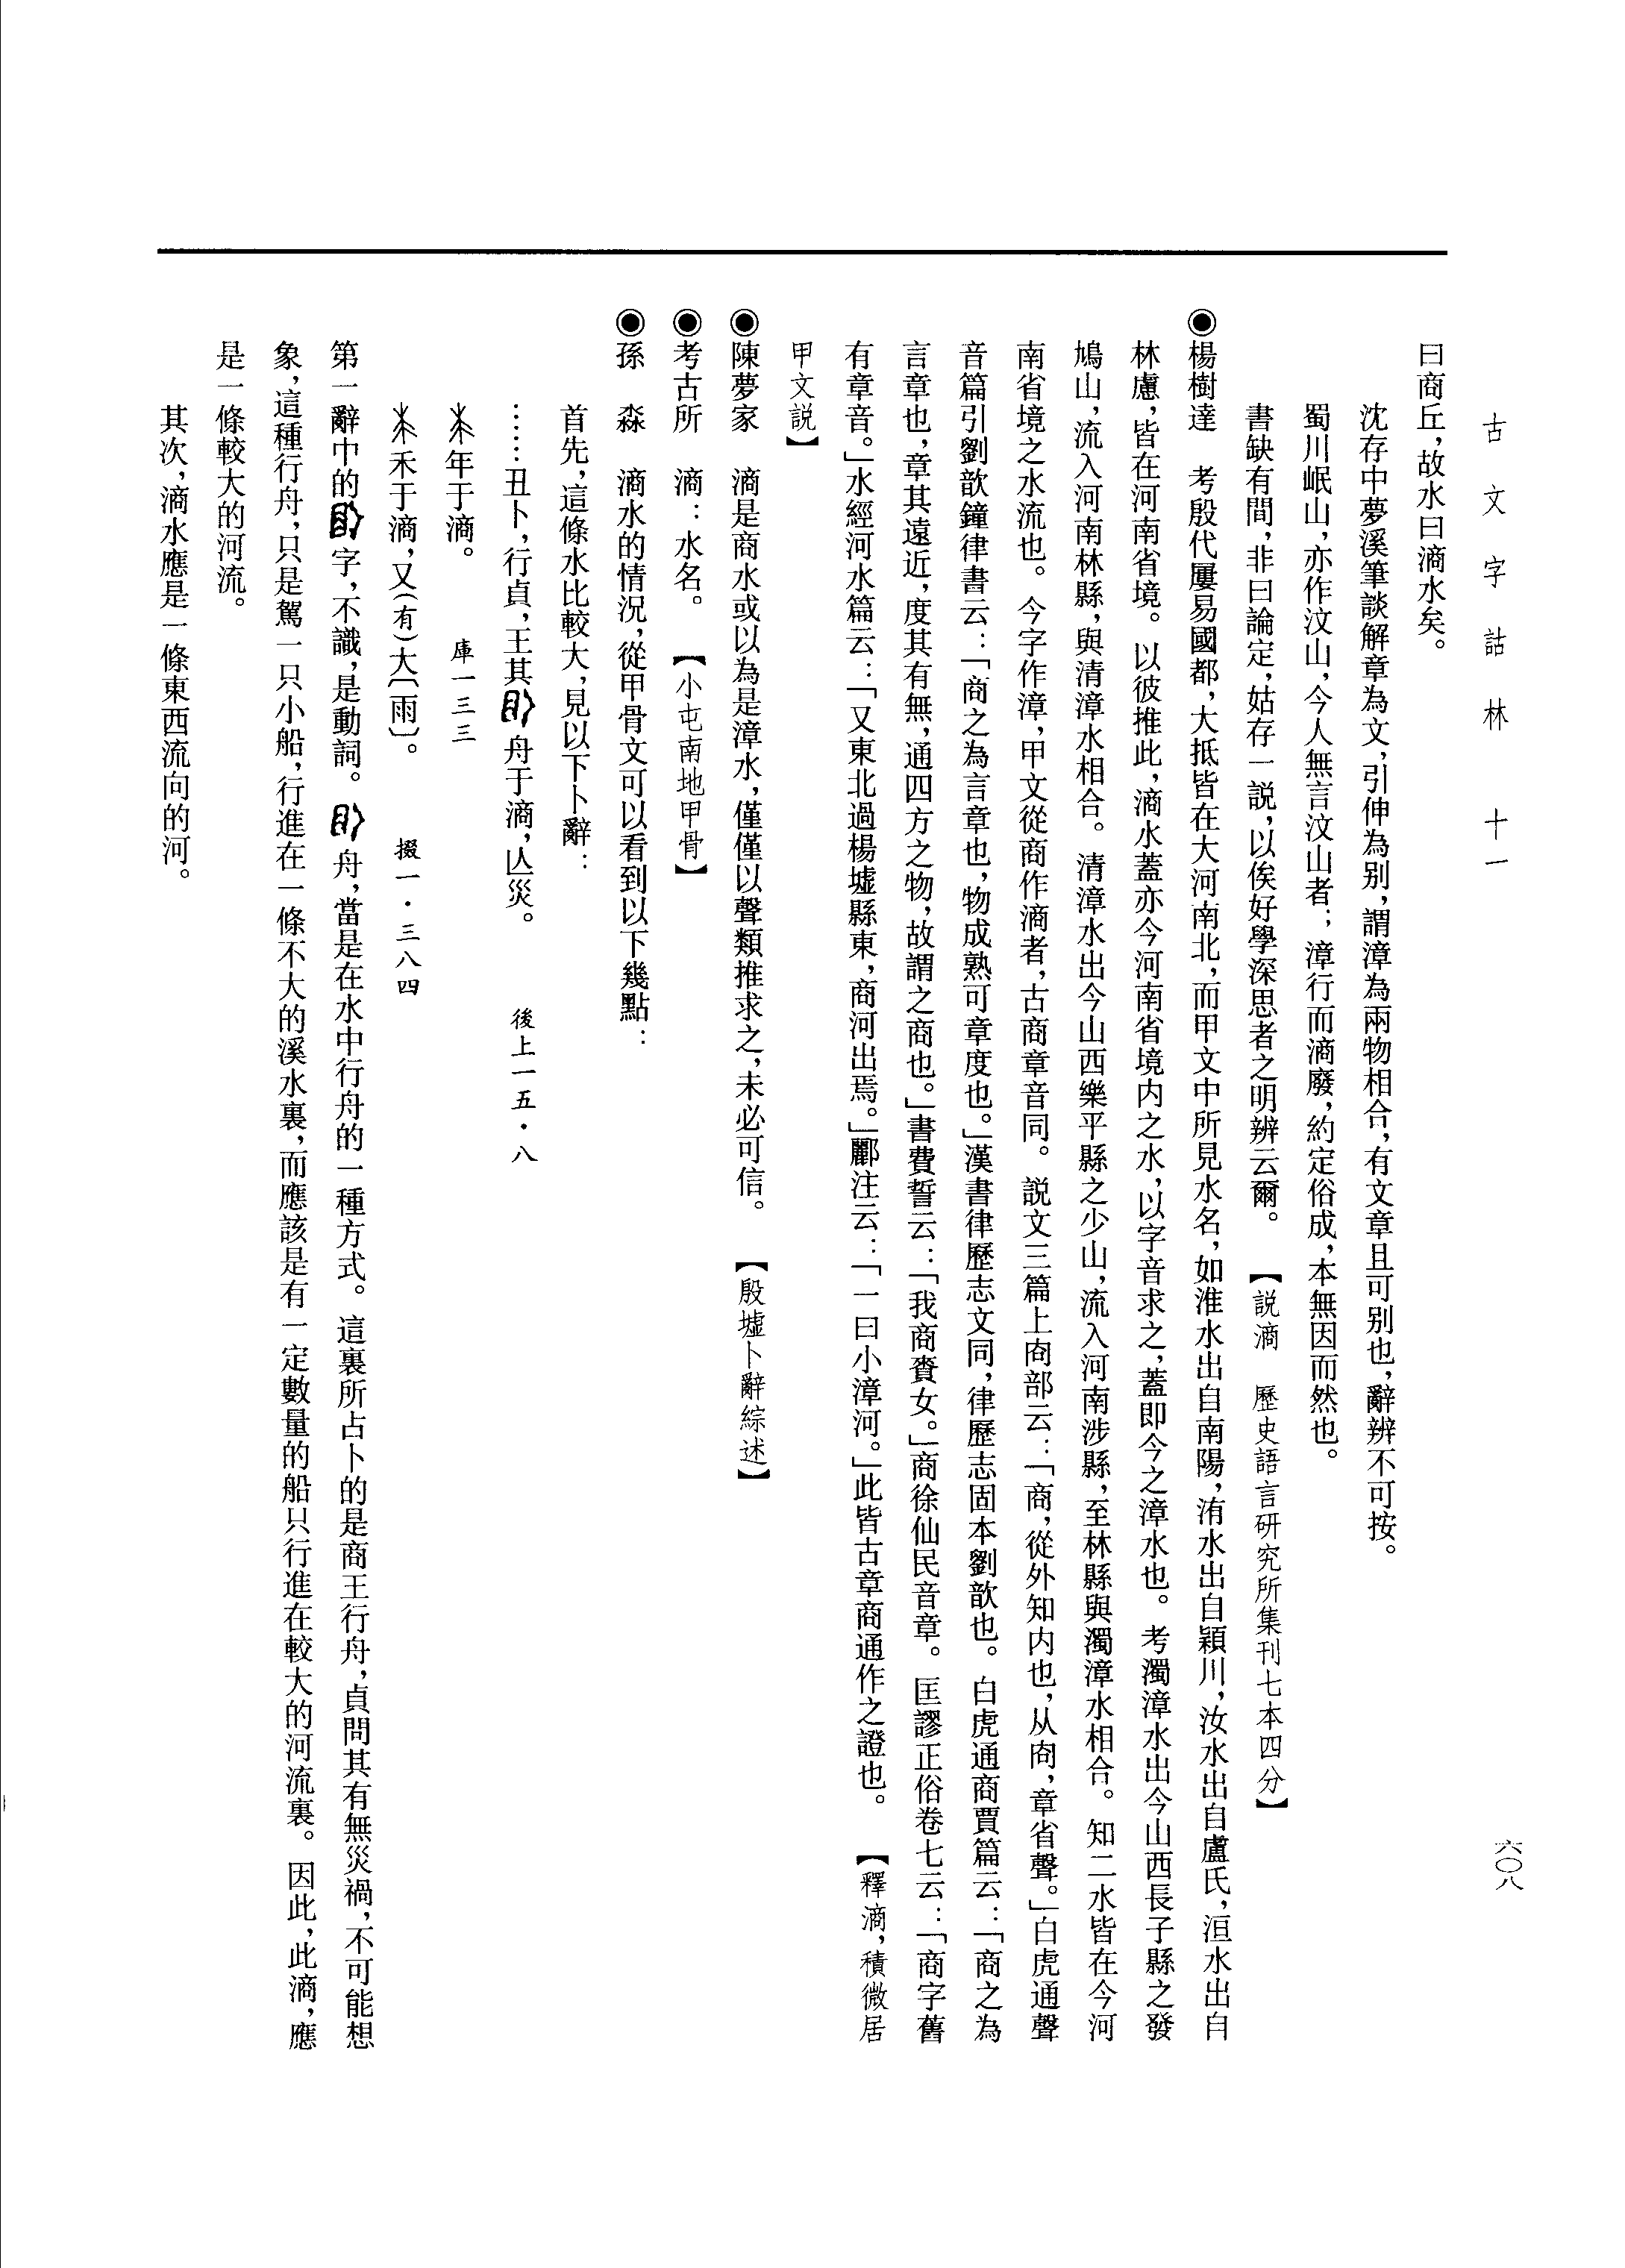 古文字詁林　十一
六〇八
曰商丘，故水曰滴水矣。
沈存中夢溪筆談解章為文，引伸為别，謂漳為兩物相合，有文章且可别也，辭辨不可按。
蜀川岷山，亦作汶山，今人無言汶山者；漳行而滴廢，約定俗成，本無因而然也。
書缺有間，非曰論定，姑存一説，以俟好學深思者之明辨云爾。　【説滴　歷史語言研究所集刊七本四分】
◉楊樹達　考殷代屢易國都，大抵皆在大河南北，而甲文中所見水名，如淮水出自南陽，洧水出自潁川，汝水出自盧氏，洹水出自
林慮，皆在河南省境。以彼推此，滴水蓋亦今河南省境内之水，以字音求之，蓋即今之漳水也。考濁漳水出今山西長子縣之發
鳩山，流入河南林縣，與清漳水相合。清漳水出今山西樂平縣之少山，流入河南涉縣，至林縣與濁漳水相合。知二水皆在今河
南省境之水流也。今字作漳，甲文從商作滴者，古商章音同。説文三篇上㕯部云：「商，從外知内也，从㕯，章省聲。」白虎通聲
音篇引劉歆鐘律書云：「商之為言章也，物成熟可章度也。」漢書律歷志文同，律歷志固本劉歆也。白虎通商賈篇云：「商之為
言章也，章其遠近，度其有無，通四方之物，故謂之商也。」書費誓云：「我商賚女。」商徐仙民音章。匡謬正俗卷七云：「商字舊
有章音。」水經河水篇云：「又東北過楊墟縣東，商河出焉。」酈注云：「一曰小漳河。」此皆古章商通作之證也。　【釋滴，積微居
甲文説】
◉陳夢家　滴是商水或以為是漳水，僅僅以聲類推求之，未必可信。　【殷墟卜辭綜述】
◉考古所　滴：水名。　【小屯南地甲骨】
◉孫　淼　滴水的情況，從甲骨文可以看到以下幾點：
首先，這條水比較大，見以下卜辭：
……丑卜，行貞，王其舟于滴，亾災。　後上一五·八
年于滴。　庫一三三
禾于滴，又（有）大〔雨〕。　掇一·三八四
第一辭中的字，不識，是動詞。舟，當是在水中行舟的一種方式。這裏所占卜的是商王行舟，貞問其有無災禍，不可能想
象，這種行舟，只是駕一只小船，行進在一條不大的溪水裏，而應該是有一定數量的船只行進在較大的河流裏。因此，此滴，應
是一條較大的河流。
其次，滴水應是一條東西流向的河。